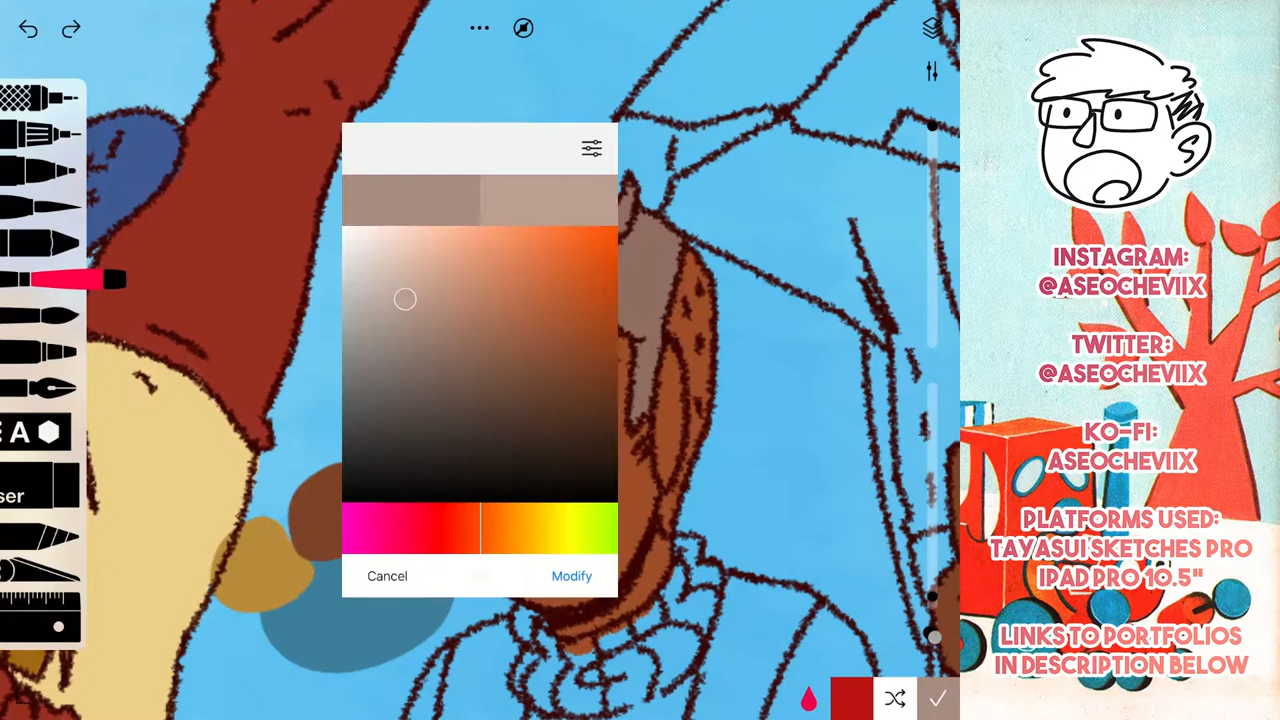 A
ser
Cancel
Modify
INSTAGRAM:
@ASEOCHEVIIX
TWITTER:
@ASEOCHEVIIX
KO-FI:
ASEOCHEVIIX
PLATFORMS USED:
TAYASUI SKETCHES PRO
IPAD PRO 10.5"
LINKS TO PORTFOLIOS
IN DESCRIPTION BELOW